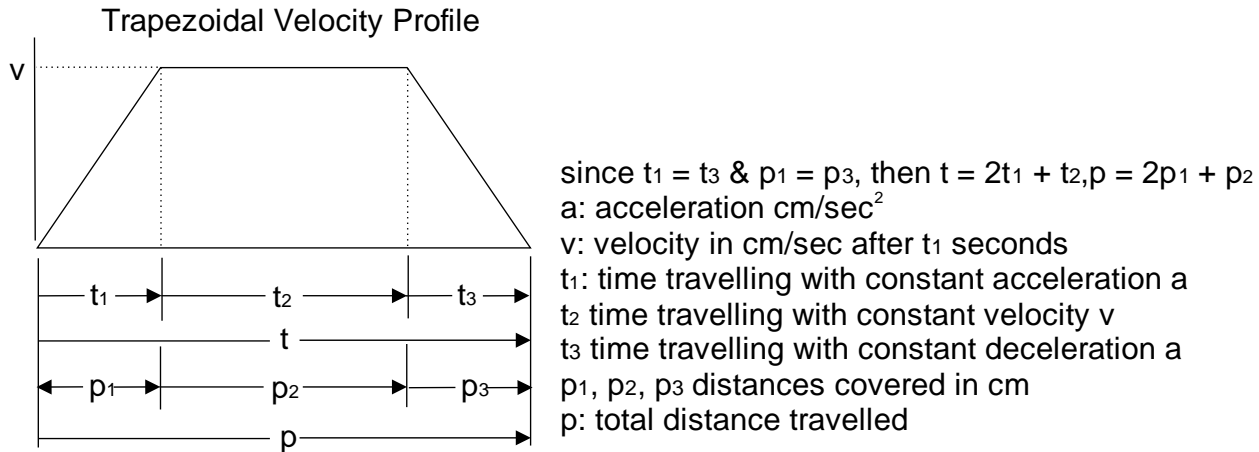 Trapezoidal Velocity Profile
v
since t₁ = t₃ & p₁ = p₃, then t = 2t₁ + t₂,p = 2p₁ + p₂
a: acceleration cm/sec²
v: velocity in cm/sec after t₁ seconds
t₁: time travelling with constant acceleration a
t₂ time travelling with constant velocity v
t₃ time travelling with constant deceleration a
p₁, p₂, p₃ distances covered in cm
p: total distance travelled
t₁ t₂ t₃
t
p₁ p₂ p₃
p